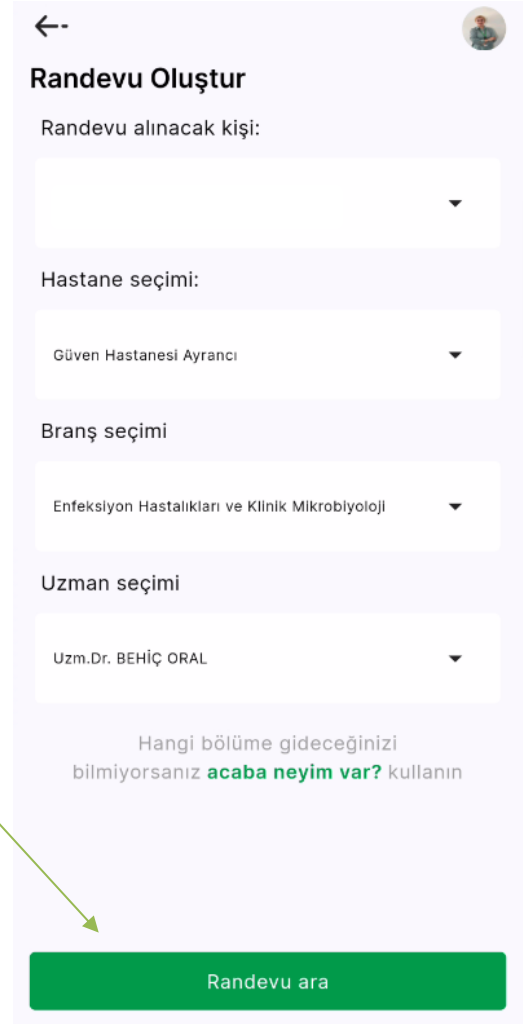 Randevu Oluştur
Randevu alınacak kişi:
Hastane seçimi:
Güven Hastanesi Ayrancı
Branş seçimi
Enfeksiyon Hastalıkları ve Klinik Mikrobiyoloji
Uzman seçimi
Uzm.Dr. BEHİÇ ORAL
Hangi bölüme gideceğinizi
bilmiyorsanız acaba neyim var? kullanın
Randevu ara